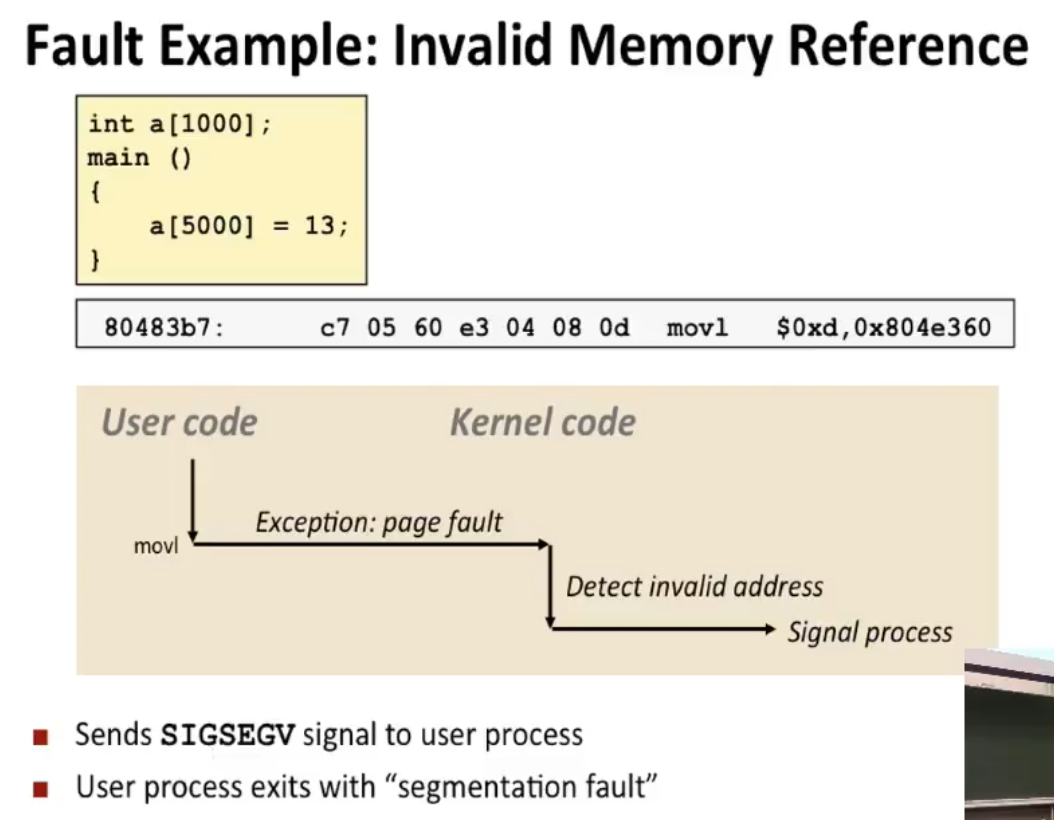 Fault Example: Invalid Memory Reference
int a[1000];
main ()
{
    a[5000] = 13;
}
80483b7: c7 05 60 e3 04 08 0d movl $0xd,0x804e360
User code Kernel code
Exception: page fault
movl
Detect invalid address
Signal process
■ Sends SIGSEGV signal to user process
■ User process exits with “segmentation fault”